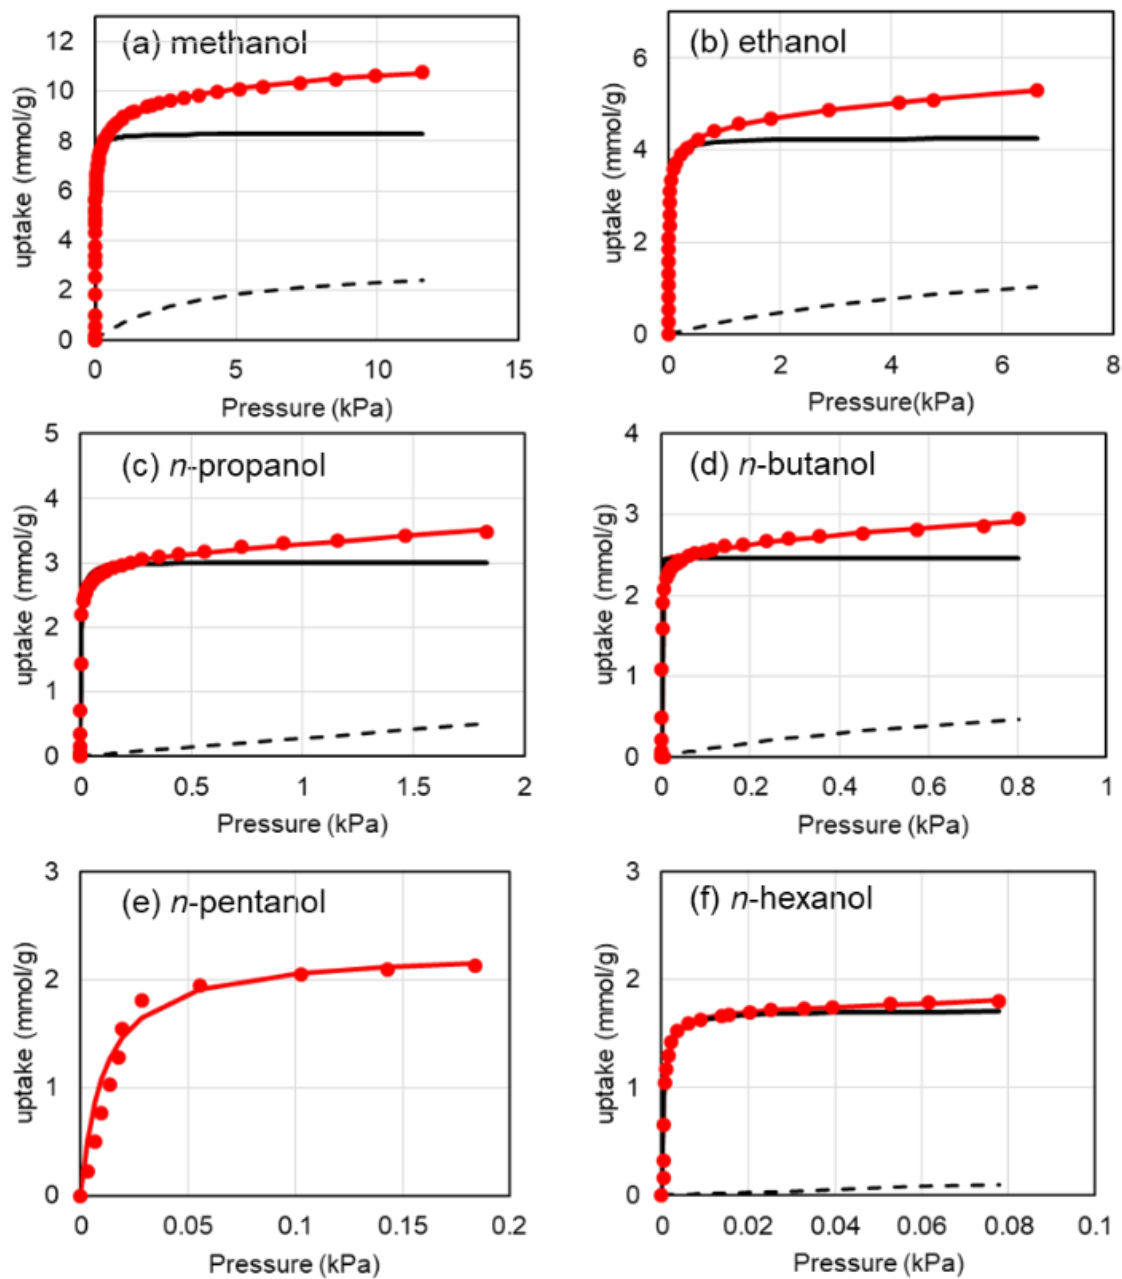 (a) methanol
uptake (mmol/g)
12
10
8
6
4
2
0
0 5 10 15
Pressure (kPa)
(b) ethanol
uptake (mmol/g)
6
4
2
0
0 2 4 6 8
Pressure(kPa)
(c) n-propanol
uptake (mmol/g)
5
4
3
2
1
0
0 0.5 1 1.5 2
Pressure (kPa)
(d) n-butanol
uptake (mmol/g)
4
3
2
1
0
0 0.2 0.4 0.6 0.8 1
Pressure (kPa)
(e) n-pentanol
uptake (mmol/g)
3
2
1
0
0 0.05 0.1 0.15 0.2
Pressure (kPa)
(f) n-hexanol
uptake (mmol/g)
3
2
1
0
0 0.02 0.04 0.06 0.08 0.1
Pressure (kPa)